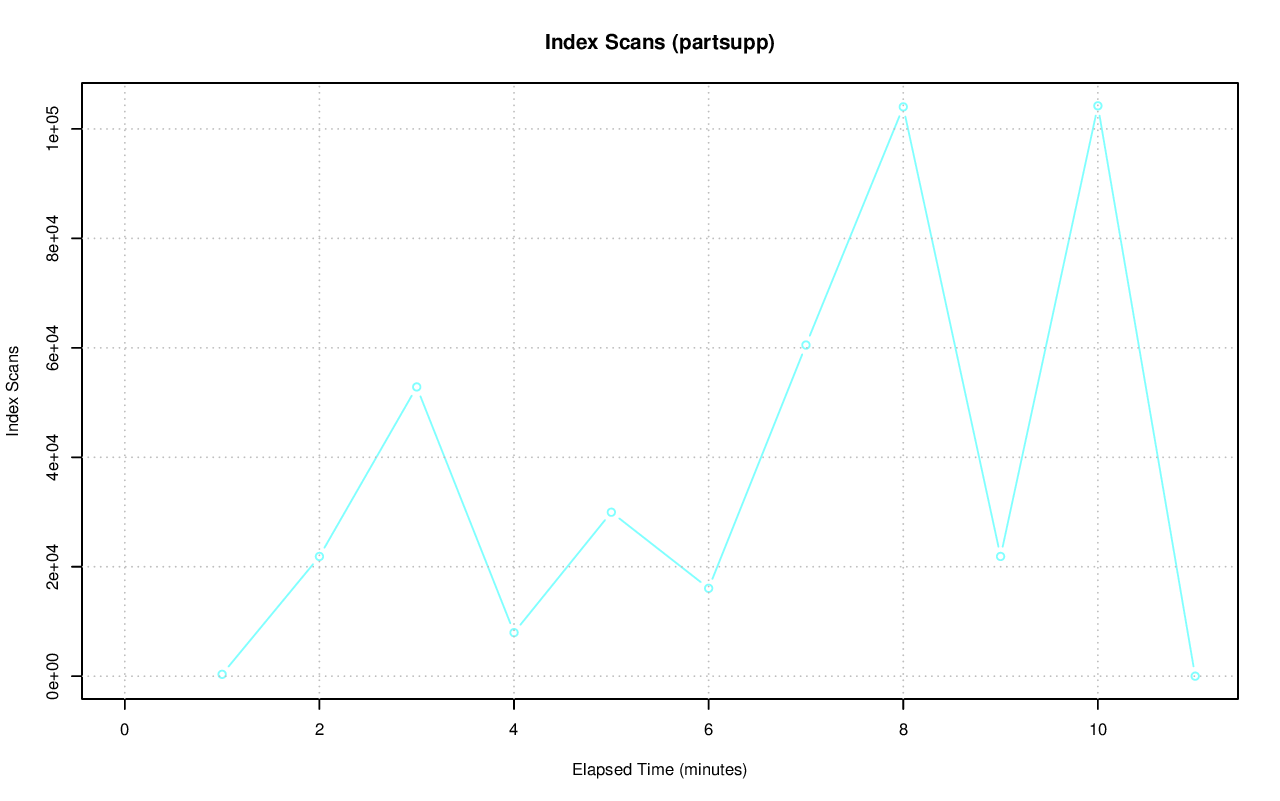 Index Scans (partsupp)
Index Scans
1e+05
8e+04
6e+04
4e+04
2e+04
0e+00
0 2 4 6 8 10
Elapsed Time (minutes)